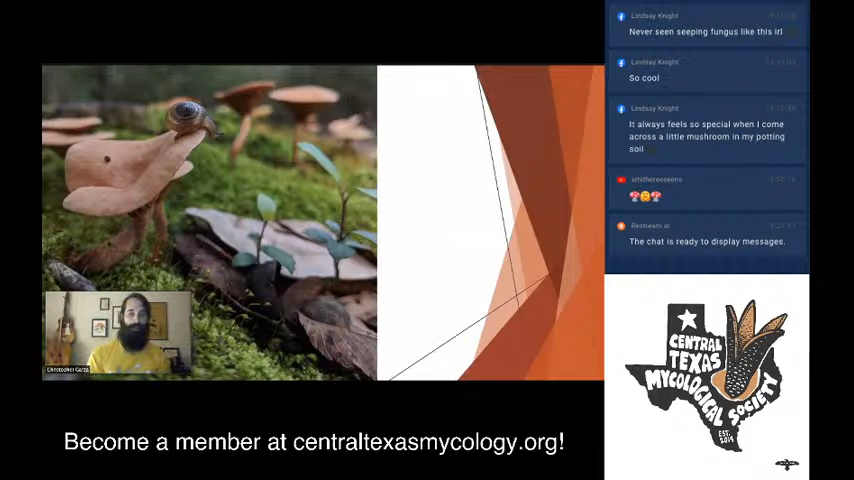 Lindsay Knight
Never seen seeping fungus like this irl
Lindsay Knight
So cool
Lindsay Knight
It always feels so special when I come
across a little mushroom in my potting
soil
Restream.io
The chat is ready to display messages.
Christopher Garza
CENTRAL
TEXAS
MYCOLOGICAL SOCIETY
EST.
2019
Become a member at centraltexasmycology.org!